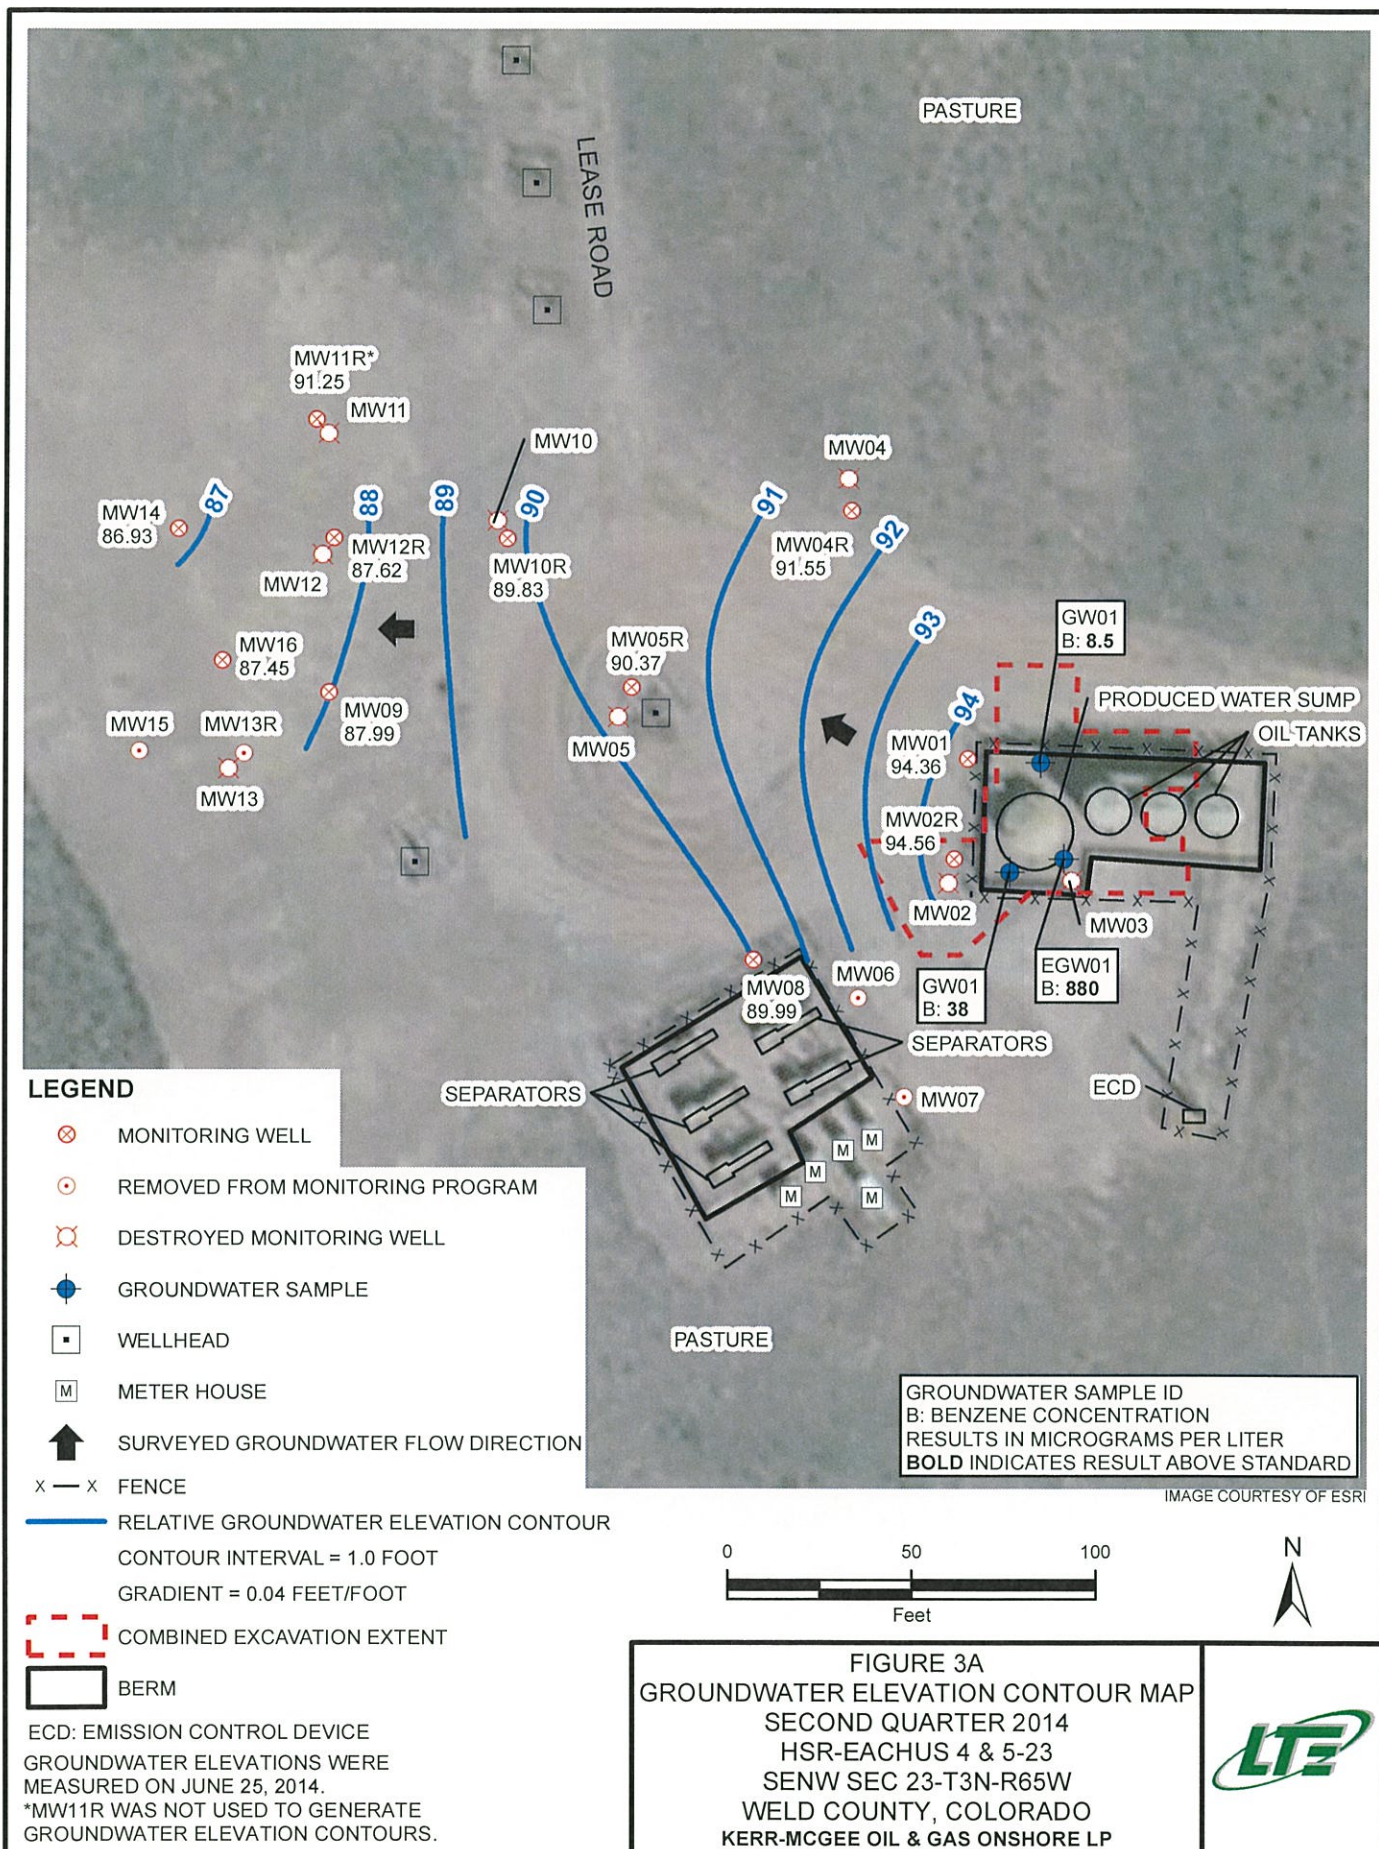 PASTURE
LEASE ROAD
MW11R*
91.25
MW11
MW10
MW04
87
88
89
90
91
92
93
94
MW14
86.93
MW12R
87.62
MW12
MW10R
89.83
MW04R
91.55
MW16
87.45
MW05R
90.37
MW05
GW01
B: 8.5
PRODUCED WATER SUMP
OIL TANKS
MW15
MW13R
MW13
MW09
87.99
MW01
94.36
MW02R
94.56
MW02
MW03
MW08
89.99
MW06
GW01
B: 38
EGW01
B: 880
SEPARATORS
SEPARATORS
MW07
ECD
M
M
M
M
M
PASTURE
LEGEND
MONITORING WELL
REMOVED FROM MONITORING PROGRAM
DESTROYED MONITORING WELL
GROUNDWATER SAMPLE
WELLHEAD
M METER HOUSE
SURVEYED GROUNDWATER FLOW DIRECTION
X — X FENCE
RELATIVE GROUNDWATER ELEVATION CONTOUR
CONTOUR INTERVAL = 1.0 FOOT
GRADIENT = 0.04 FEET/FOOT
COMBINED EXCAVATION EXTENT
BERM
ECD: EMISSION CONTROL DEVICE
GROUNDWATER ELEVATIONS WERE
MEASURED ON JUNE 25, 2014.
*MW11R WAS NOT USED TO GENERATE
GROUNDWATER ELEVATION CONTOURS.
GROUNDWATER SAMPLE ID
B: BENZENE CONCENTRATION
RESULTS IN MICROGRAMS PER LITER
BOLD INDICATES RESULT ABOVE STANDARD
IMAGE COURTESY OF ESRI
0 50 100
Feet
N
FIGURE 3A
GROUNDWATER ELEVATION CONTOUR MAP
SECOND QUARTER 2014
HSR-EACHUS 4 & 5-23
SENW SEC 23-T3N-R65W
WELD COUNTY, COLORADO
KERR-MCGEE OIL & GAS ONSHORE LP
LTE